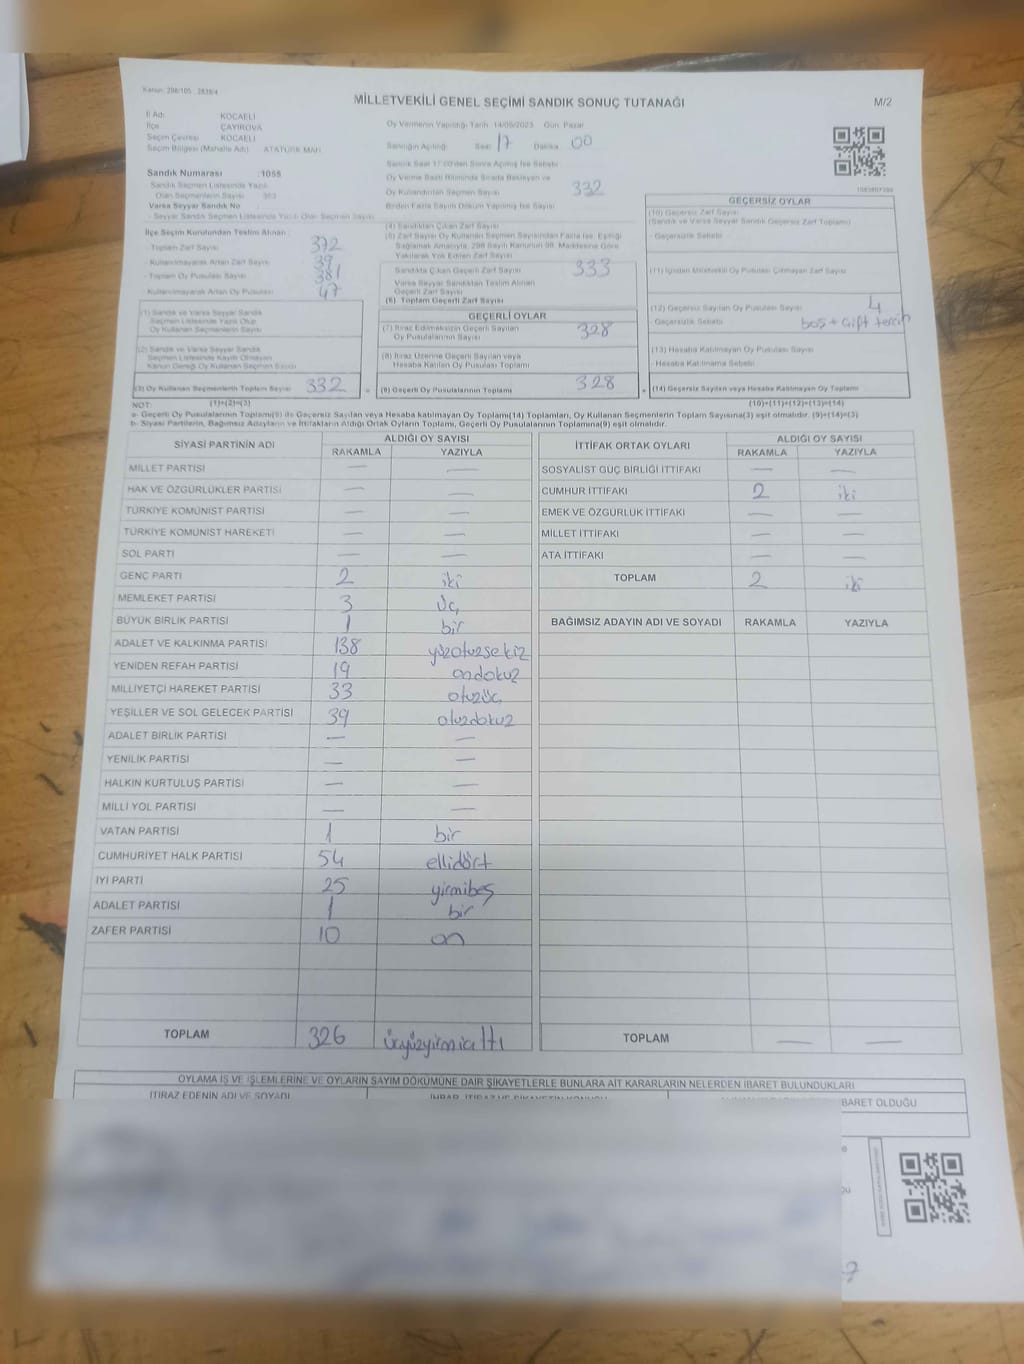 Kanun: 298/105 - 2839/4
MİLLETVEKİLİ GENEL SEÇİMİ SANDIK SONUÇ TUTANAĞI
M/2
İl Adı KOCAELİ
İlçe ÇAYIROVA
Seçim Çevresi KOCAELİ
Seçim Bölgesi (Mahalle Adı) ATATÜRK MAH.
Sandık Numarası :1055
- Sandık Seçmen Listesinde Yazılı
Olan Seçmenlerin Sayısı
Varsa Seyyar Sandık No
- Seyyar Sandık Seçmen Listesinde Yazılı Olan Seçmen Sayısı
İlçe Seçim Kurulundan Teslim Alınan :
- Toplam Zarf Sayısı 372
- Kullanılmayarak Artan Zarf Sayısı 39
- Toplam Oy Pusulası Sayısı 381
- Kullanılmayarak Artan Oy Pusulası 47
Oy Vermenin Yapıldığı Tarih 14/05/2023 Gün: Pazar
Sandığın Açılışı Saat 17 Dakika 00
Sandık Saat 17.00'den Sonra Açılmış İse Sebebi
Oy Verme Saati Bitiminde Sırada Bekleyen ve
Oy Kullandırılan Seçmen Sayısı 332
Birden Fazla Sayım Döküm Yapılmış İse Sayısı
(4) Sandıktan Çıkan Zarf Sayısı
(5) Zarf Sayısı Oy Kullanan Seçmen Sayısından Fazla İse, Eşitliği
Sağlamak Amacıyla, 298 Sayılı Kanunun 98. Maddesine Göre
Yakılarak Yok Edilen Zarf Sayısı
Sandıkta Çıkan Geçerli Zarf Sayısı 333
Varsa Seyyar Sandıktan Teslim Alınan
Geçerli Zarf Sayısı
(6) Toplam Geçerli Zarf Sayısı
GEÇERSİZ OYLAR
(10) Geçersiz Zarf Sayısı
(Sandık ve Varsa Seyyar Sandık Geçersiz Zarf Toplamı)
- Geçersizlik Sebebi
(11) İçinden Milletvekili Oy Pusulası Çıkmayan Zarf Sayısı
(12) Geçersiz Sayılan Oy Pusulası Sayısı 4
- Geçersizlik Sebebi boş + Çift tercih
(13) Hesaba Katılmayan Oy Pusulası Sayısı
- Hesaba Katılmama Sebebi
(14) Geçersiz Sayılan veya Hesaba Katılmayan Oy Toplamı
(10)+(11)+(12)+(13)=(14)
(1) Sandık ve Varsa Seyyar Sandık
Seçmen Listesinde Yazılı Olup
Oy Kullanan Seçmenlerin Sayısı
(2) Sandık ve Varsa Seyyar Sandık
Seçmen Listesinde Kayıtlı Olmayan
Kanun Gereği Oy Kullanan Seçmen Sayısı
(3) Oy Kullanan Seçmenlerin Toplam Sayısı 332
(1)+(2)=(3)
GEÇERLİ OYLAR
(7) İtiraz Edilmeksizin Geçerli Sayılan
Oy Pusulalarının Sayısı 328
(8) İtiraz Üzerine Geçerli Sayılan veya
Hesaba Katılan Oy Pusulası Toplamı
(9) Geçerli Oy Pusulalarının Toplamı 328
NOT:
a- Geçerli Oy Pusulalarının Toplamı(9) ile Geçersiz Sayılan veya Hesaba Katılmayan Oy Toplam(14) Toplamları, Oy Kullanan Seçmenlerin Toplam Sayısına(3) eşit olmalıdır. (9)+(14)=(3)
b- Siyasi Partilerin, Bağımsız Adayların ve İttifakların Aldığı Ortak Oyların Toplamı, Geçerli Oy Pusulalarının Toplamına(9) eşit olmalıdır.
SİYASİ PARTİNİN ADI ALDIĞI OY SAYISI
RAKAMLA YAZIYLA
MİLLET PARTİSİ — —
HAK VE ÖZGÜRLÜKLER PARTİSİ — —
TÜRKİYE KOMÜNİST PARTİSİ — —
TÜRKİYE KOMÜNİST HAREKETİ — —
SOL PARTİ — —
GENÇ PARTİ 2 iki
MEMLEKET PARTİSİ 3 üç
BÜYÜK BİRLİK PARTİSİ 1 bir
ADALET VE KALKINMA PARTİSİ 138 yüzotuzsekiz
YENİDEN REFAH PARTİSİ 19 ondokuz
MİLLİYETÇİ HAREKET PARTİSİ 33 otuzüç
YEŞİLLER VE SOL GELECEK PARTİSİ 39 otuzdokuz
ADALET BİRLİK PARTİSİ — —
YENİLİK PARTİSİ — —
HALKIN KURTULUŞ PARTİSİ — —
MİLLİ YOL PARTİSİ — —
VATAN PARTİSİ 1 bir
CUMHURİYET HALK PARTİSİ 54 ellidört
İYİ PARTİ 25 yirmibeş
ADALET PARTİSİ 1 bir
ZAFER PARTİSİ 10 on
TOPLAM 326 üçyüzyirmialtı
İTTİFAK ORTAK OYLARI ALDIĞI OY SAYISI
RAKAMLA YAZIYLA
SOSYALİST GÜÇ BİRLİĞİ İTTİFAKI — —
CUMHUR İTTİFAKI 2 iki
EMEK VE ÖZGÜRLÜK İTTİFAKI — —
MİLLET İTTİFAKI — —
ATA İTTİFAKI — —
TOPLAM 2 iki
BAĞIMSIZ ADAYIN ADI VE SOYADI RAKAMLA YAZIYLA
TOPLAM — —
OYLAMA İŞ VE İŞLEMLERİNE VE OYLARIN SAYIM DÖKÜMÜNE DAİR ŞİKAYETLERLE BUNLARA AİT KARARLARIN NELERDEN İBARET BULUNDUKLARI
İTİRAZ EDENİN ADI VE SOYADI
İHBAR, İTİRAZ VE ŞİKAYETİN KONUSU
BARET OLDUĞU